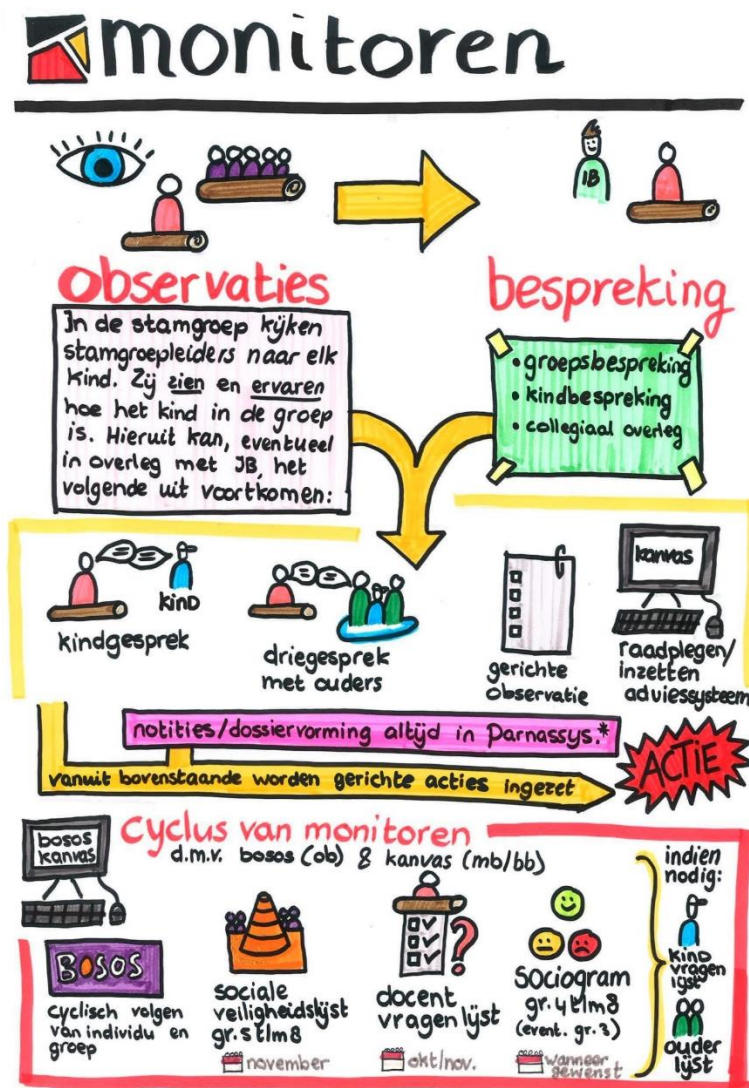 monitoren
IB
observaties
In de stamgroep kijken
stamgroepleiders naar elk
kind. Zij zien en ervaren
hoe het kind in de groep
is. Hieruit kan, eventueel
in overleg met IB, het
volgende uit voortkomen:
bespreking
• groepsbespreking
• kindbespreking
• collegiaal overleg
kind
kindgesprek
driegesprek
met ouders
gerichte
observatie
kanvas
raadplegen/
inzetten
adviessysteem
notities/dossiervorming altijd in Parnassys.*
vanuit bovenstaande worden gerichte acties ingezet
ACTIE
cyclus van monitoren
d.m.v. bosos (ob) & kanvas (mb/bb)
bosos
kanvas
BOSOS
cyclisch volgen
van individu en
groep
sociale
veiligheidslijst
gr.5 t/m 8
november
?
docent
vragenlijst
okt/nov.
sociogram
gr.4 t/m 8
(event. gr.3)
wanneer
gewenst
indien
nodig:
kind
vragen
lijst
ouder
lijst